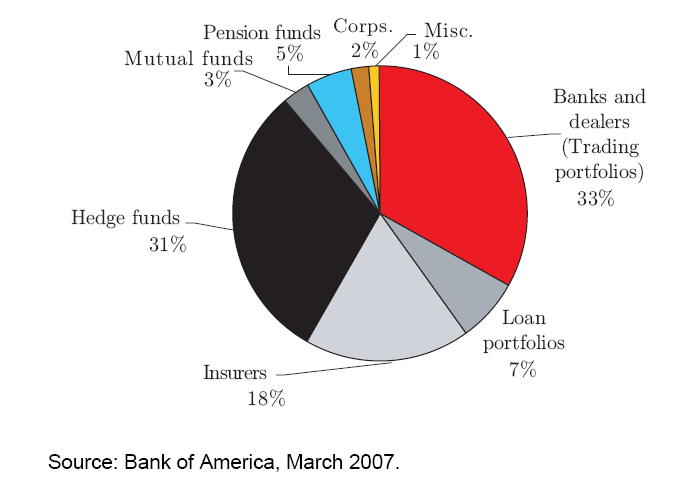 Corps.
2%
Misc.
1%
Pension funds
5%
Mutual funds
3%
Banks and
dealers
(Trading
portfolios)
33%
Hedge funds
31%
Loan
portfolios
7%
Insurers
18%
Source: Bank of America, March 2007.